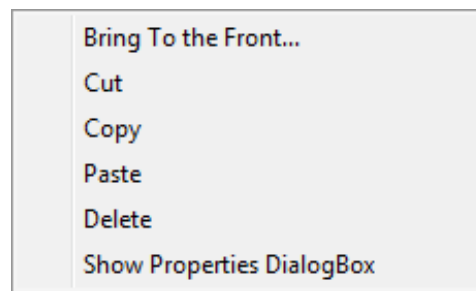 Bring To the Front...
Cut
Copy
Paste
Delete
Show Properties DialogBox